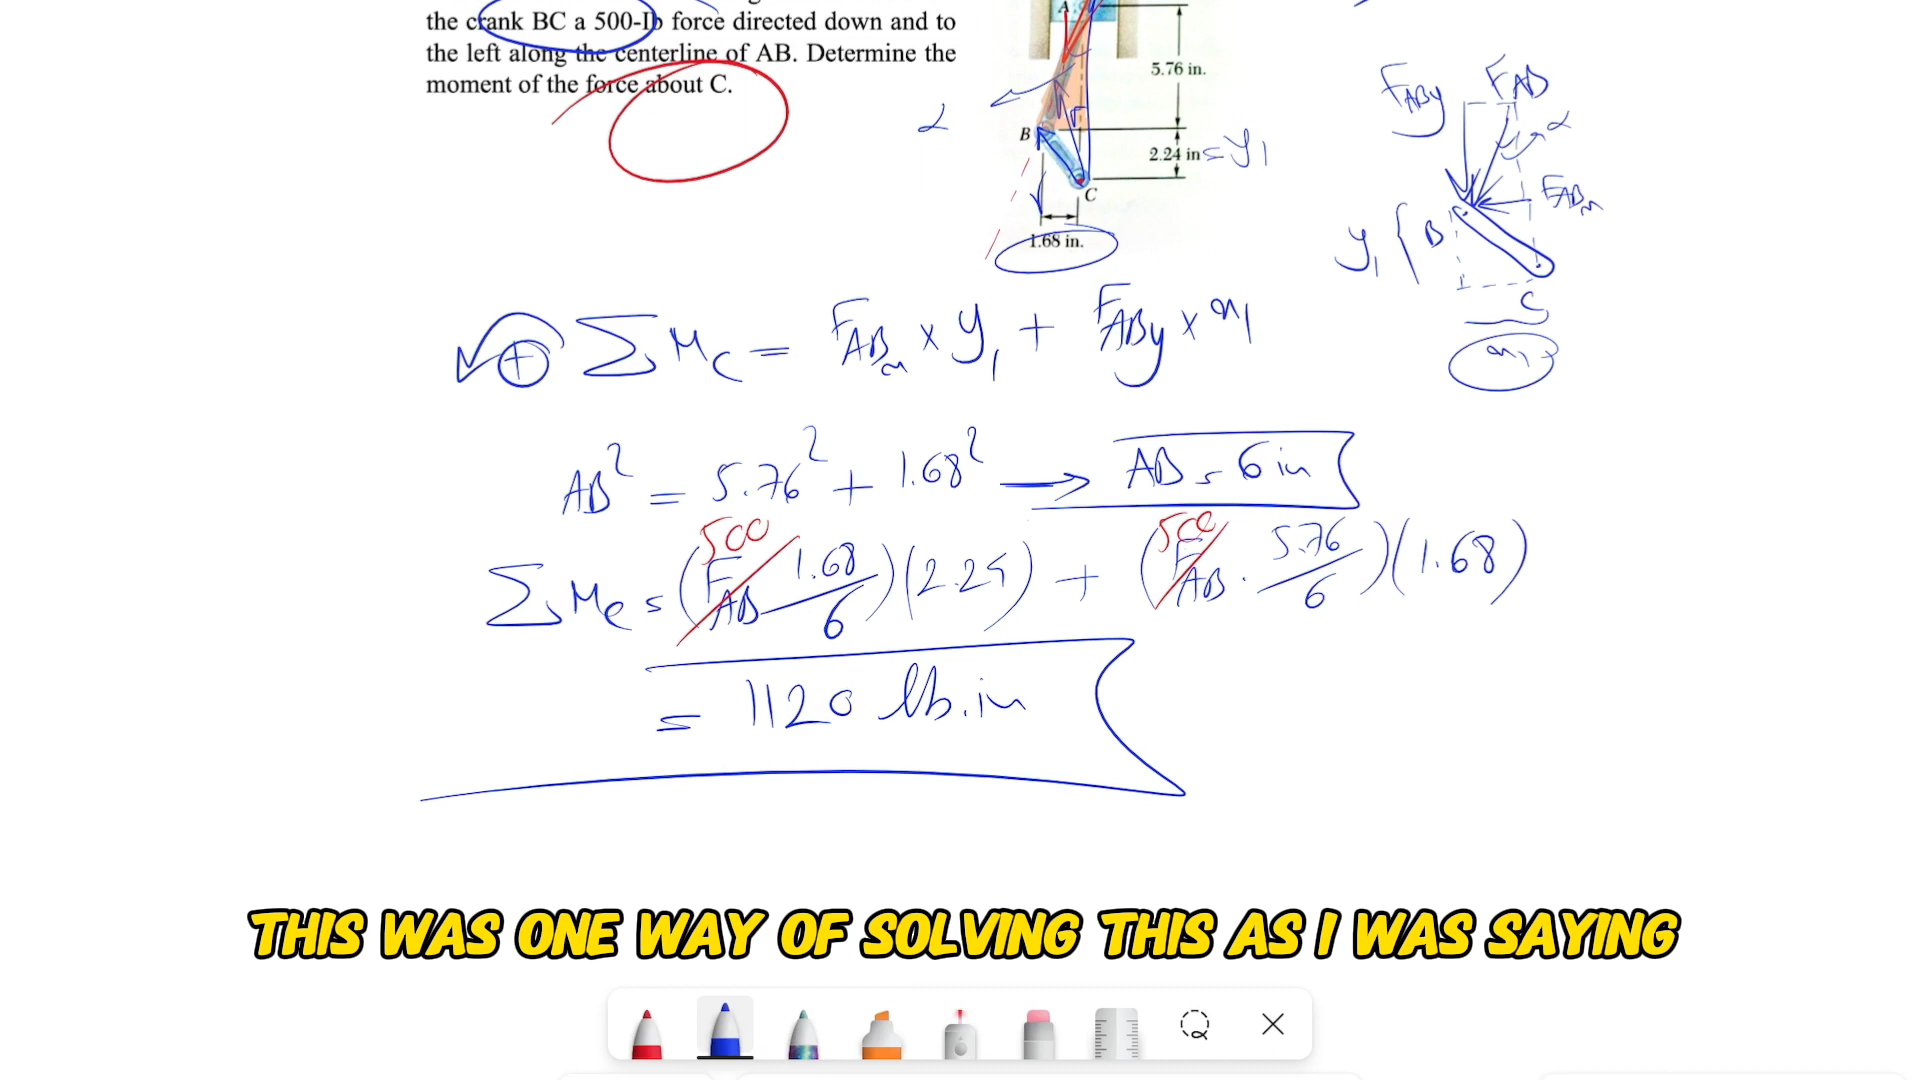 the crank BC a 500-lb force directed down and to
the left along the centerline of AB. Determine the
moment of the force about C.
A
5.76 in.
B
2.24 in = y1
C
1.68 in.
α
FABy FAB
α
FABx
y1 { B
C
x1
+ ΣMC = FABx × y1 + FABy × x1
AB² = 5.76² + 1.68² → AB = 6 in
500 500
ΣMC = (FAB 1.68/6)(2.24) + (FAB · 5.76/6)(1.68)
= 1120 lb.in
THIS WAS ONE WAY OF SOLVING THIS AS I WAS SAYING